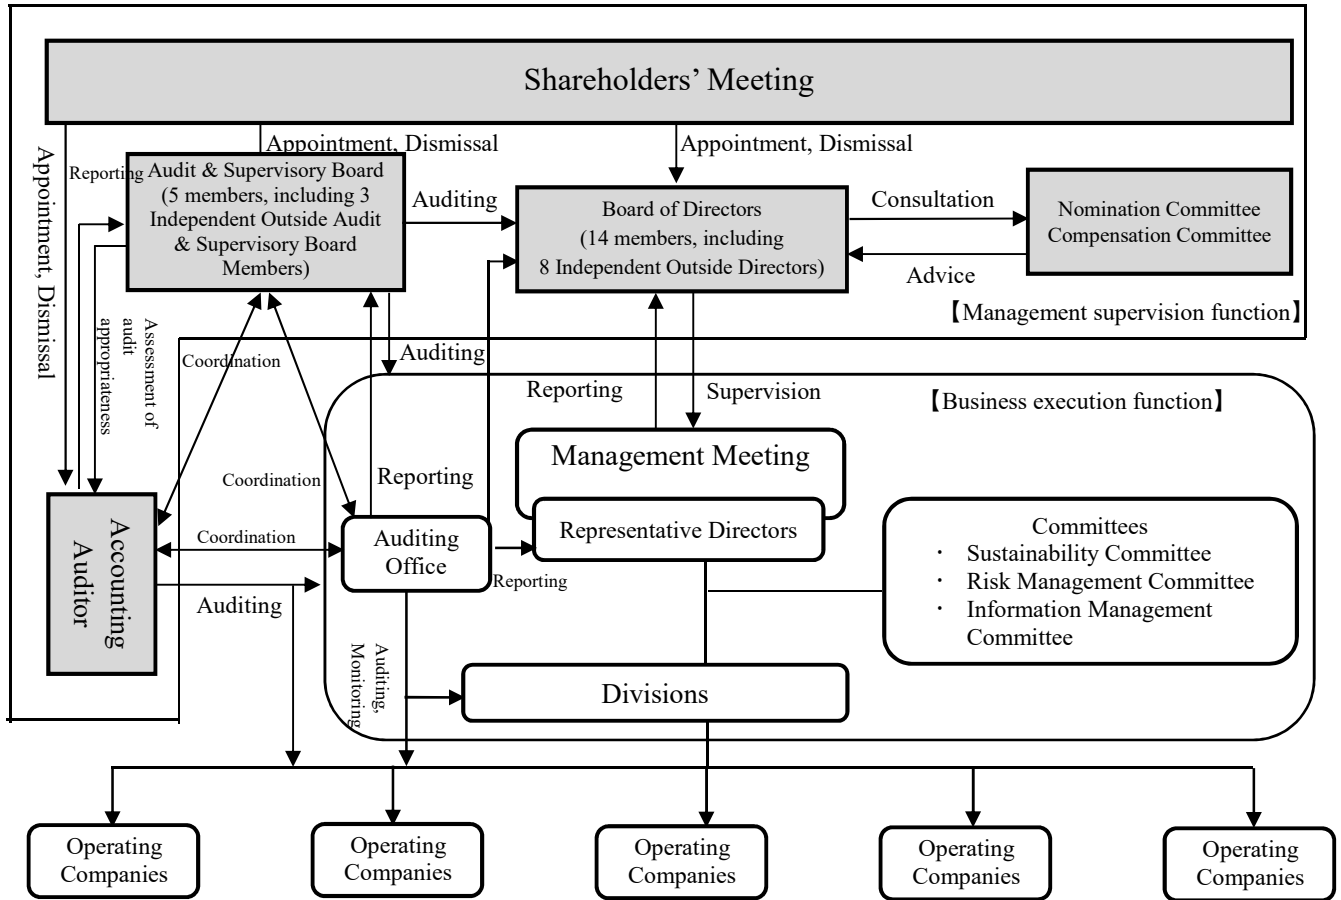 Shareholders’ Meeting
Appointment, Dismissal
Appointment, Dismissal
Appointment, Dismissal
Reporting
Audit & Supervisory Board
(5 members, including 3
Independent Outside Audit
& Supervisory Board
Members)
Auditing
Board of Directors
(14 members, including
8 Independent Outside Directors)
Consultation
Advice
Nomination Committee
Compensation Committee
【Management supervision function】
Assessment of
audit
appropriateness
Coordination
Auditing
Reporting
Supervision
【Business execution function】
Management Meeting
Representative Directors
Coordination
Reporting
Coordination
Accounting
Auditor
Auditing
Office
Reporting
Auditing
Committees
・ Sustainability Committee
・ Risk Management Committee
・ Information Management
Committee
Auditing,
Monitoring
Divisions
Operating
Companies
Operating
Companies
Operating
Companies
Operating
Companies
Operating
Companies